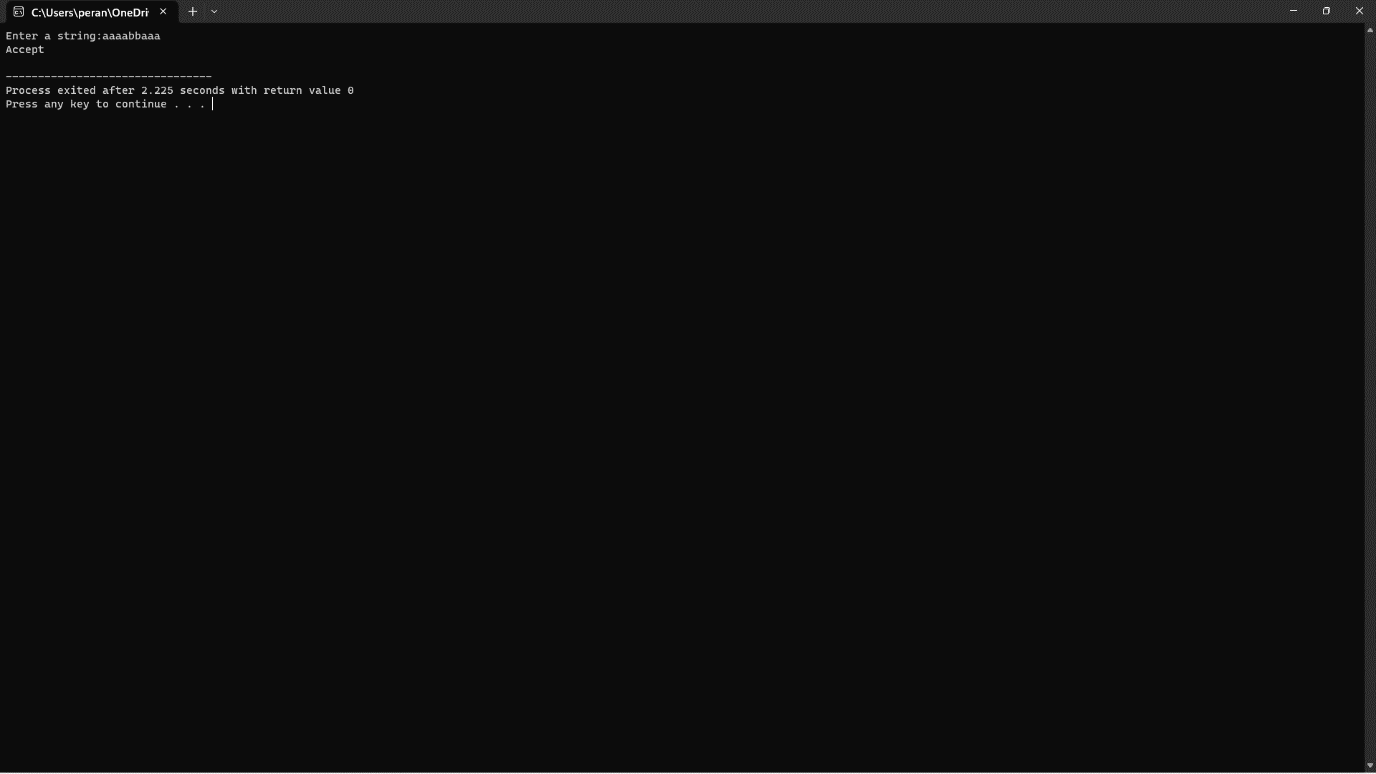 C:\Users\peran\OneDri
Enter a string:aaaabbaaa
Accept

--------------------------------
Process exited after 2.225 seconds with return value 0
Press any key to continue . . .